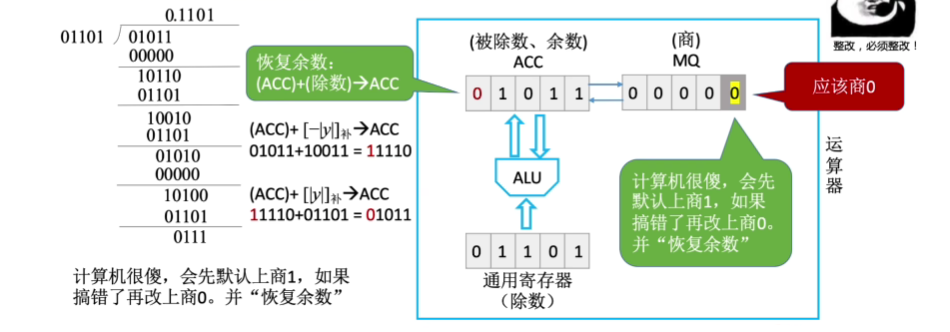 0.1101
01101 01011
00000
10110
01101
10010
01101
01010
00000
10100
01101
0111
恢复余数：
(ACC)+(除数)→ACC
(ACC)+ [−|y|]补→ACC
01011+10011 = 11110
(ACC)+ [|y|]补→ACC
11110+01101 = 01011
计算机很傻，会先默认上商1，如果
搞错了再改上商0。并“恢复余数”
(被除数、余数)
ACC
0 1 0 1 1
(商)
MQ
0 0 0 0 0
应该商0
ALU
0 1 1 0 1
通用寄存器
（除数）
计算机很傻，会先
默认上商1，如果
搞错了再改上商0。
并“恢复余数”
运算器
整改，必须整改！